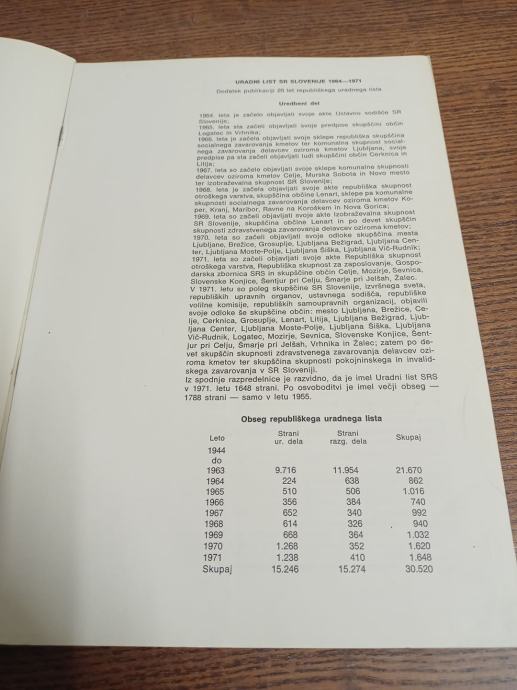 URADNI LIST SR SLOVENIJE 1964—1971
Dodatek publikaciji 20 let republiškega uradnega lista
Uredbeni del
1964. leta je začelo objavljati svoje akte Ustavno sodišče SR
Slovenije;
1965. leta sta začeli objavljati svoje predpise skupščini občin
Logatec in Vrhnika;
1966. leta je začela objavljati svoje sklepe republiška skupščina
socialnega zavarovanja kmetov ter komunalna skupnost social-
nega zavarovanja delavcev oziroma kmetov Ljubljana, svoje
predpise pa sta začeli objavljati tudi skupščini občin Cerknica in
Litija;
1967. leta so začele objavljati svoje sklepe komunalne skupnosti
delavcev oziroma kmetov Celje, Murska Sobota in Novo mesto
ter izobraževalna skupnost SR Slovenije;
1968. leta je začela objavljati svoje akte republiška skupnost
otroškega varstva, skupščina občine Lenart, sklepe pa komunalne
skupnosti socialnega zavarovanja delavcev oziroma kmetov Ko-
per, Kranj, Maribor, Ravne na Koroškem in Nova Gorica;
1969. leta so začeli objavljati svoje akte Izobraževalna skupnost
SR Slovenije, skupščina občine Lenart in po devet skupščin
skupnosti zdravstvenega zavarovanja delavcev oziroma kmetov;
1970. leta so začeli objavljati svoje odloke skupščine mesta
Ljubljane, Brežice, Grosuplje, Ljubljana Bežigrad, Ljubljana Cen-
ter, Ljubljana Moste-Polje, Ljubljana Šiška, Ljubljana Vič-Rudnik;
1971. leta so začeli objavljati svoje akte Republiška skupnost
otroškega varstva, Republiška skupnost za zaposlovanje, Gospo-
darska zbornica SRS in skupščine občin Celje, Mozirje, Sevnica,
Slovenske Konjice, Šentjur pri Celju, Šmarje pri Jelšah, Žalec.
V 1971. letu so poleg skupščine SR Slovenije, izvršnega sveta,
republiških upravnih organov, ustavnega sodišča, republiške
volilne komisije, republiških samoupravnih organizacij, objavili
svoje odloke še skupščine občin: mesto Ljubljana, Brežice, Ce-
lje, Cerknica, Grosuplje, Lenart, Litija, Ljubljana Bežigrad, Ljub-
ljana Center, Ljubljana Moste-Polje, Ljubljana Šiška, Ljubljana
Vič-Rudnik, Logatec, Mozirje, Sevnica, Slovenske Konjice, Šent-
jur pri Celju, Šmarje pri Jelšah, Vrhnika in Žalec; zatem po de-
vet skupščin skupnosti zdravstvenega zavarovanja delavcev ozi-
roma kmetov ter skupščina skupnosti pokojninskega in invalid-
skega zavarovanja v SR Sloveniji.
Iz spodnje razpredelnice je razvidno, da je imel Uradni list SRS
v 1971. letu 1648 strani. Po osvoboditvi je imel večji obseg —
1788 strani — samo v letu 1955.
Obseg republiškega uradnega lista
Leto Strani ur. dela Strani razg. dela Skupaj
1944
do
1963 9.716 11.954 21.670
1964 224 638 862
1965 510 506 1.016
1966 356 384 740
1967 652 340 992
1968 614 326 940
1969 668 364 1.032
1970 1.268 352 1.620
1971 1.238 410 1.648
Skupaj 15.246 15.274 30.520